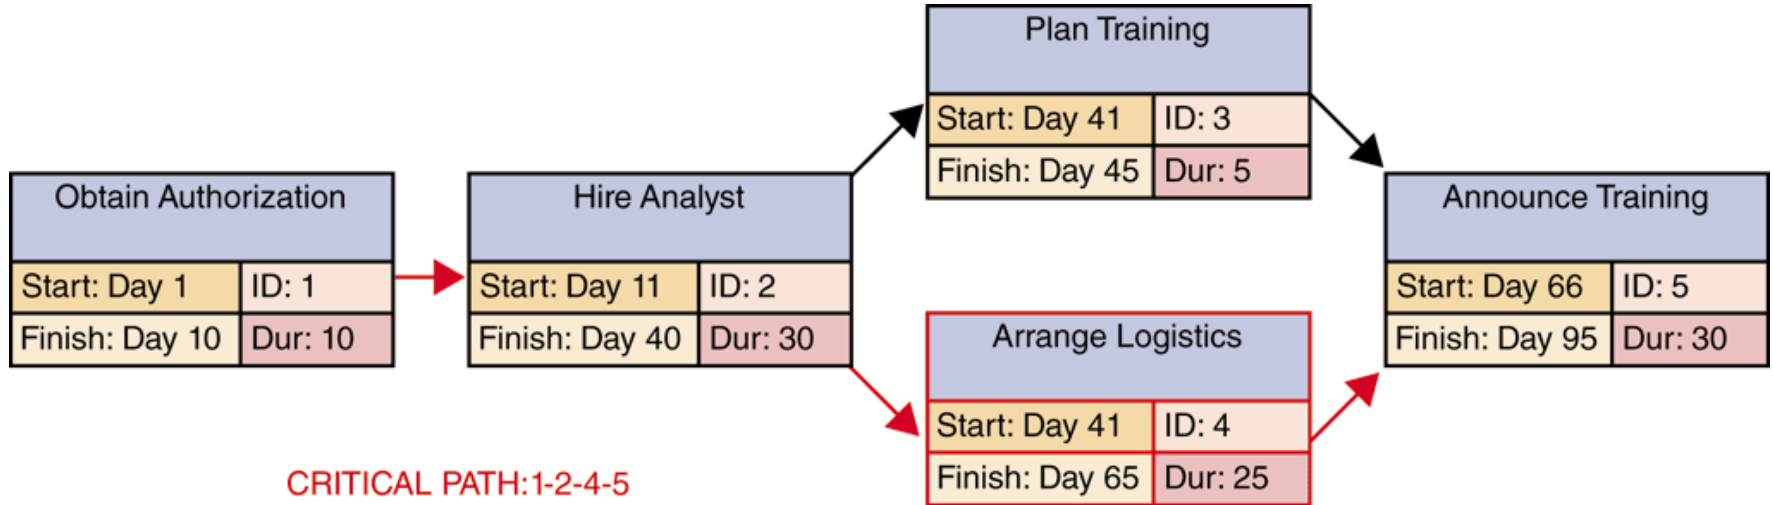 Obtain Authorization
Start: Day 1
ID: 1
Finish: Day 10
Dur: 10
Hire Analyst
Start: Day 11
ID: 2
Finish: Day 40
Dur: 30
Plan Training
Start: Day 41
ID: 3
Finish: Day 45
Dur: 5
Arrange Logistics
Start: Day 41
ID: 4
Finish: Day 65
Dur: 25
Announce Training
Start: Day 66
ID: 5
Finish: Day 95
Dur: 30
CRITICAL PATH:1-2-4-5